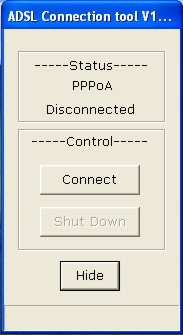 ADSL Connection tool V1...
-----Status-----
PPPoA
Disconnected
-----Control-----
Connect
Shut Down
Hide